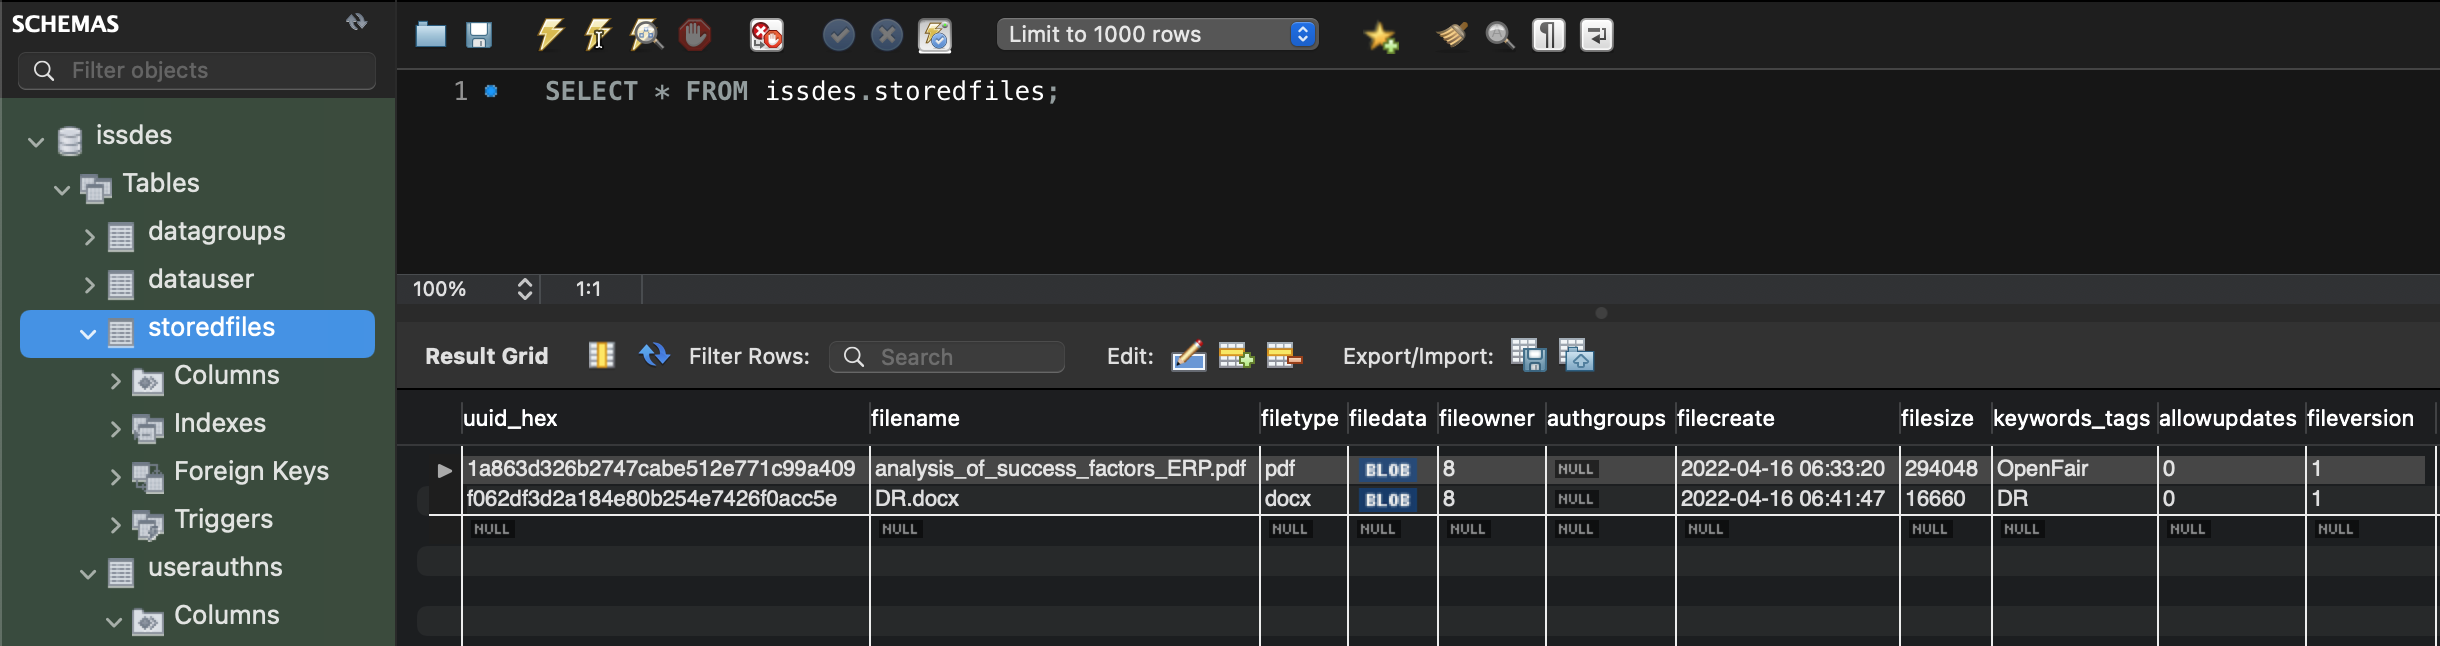 SCHEMAS
Filter objects
issdes
Tables
datagroups
datauser
storedfiles
Columns
Indexes
Foreign Keys
Triggers
userauthns
Columns
Limit to 1000 rows
1 SELECT * FROM issdes.storedfiles;
100% 1:1
Result Grid Filter Rows: Search Edit: Export/Import:
uuid_hex filename filetype filedata fileowner authgroups filecreate filesize keywords_tags allowupdates fileversion
1a863d326b2747cabe512e771c99a409 analysis_of_success_factors_ERP.pdf pdf BLOB 8 NULL 2022-04-16 06:33:20 294048 OpenFair 0 1
f062df3d2a184e80b254e7426f0acc5e DR.docx docx BLOB 8 NULL 2022-04-16 06:41:47 16660 DR 0 1
NULL NULL NULL NULL NULL NULL NULL NULL NULL NULL NULL